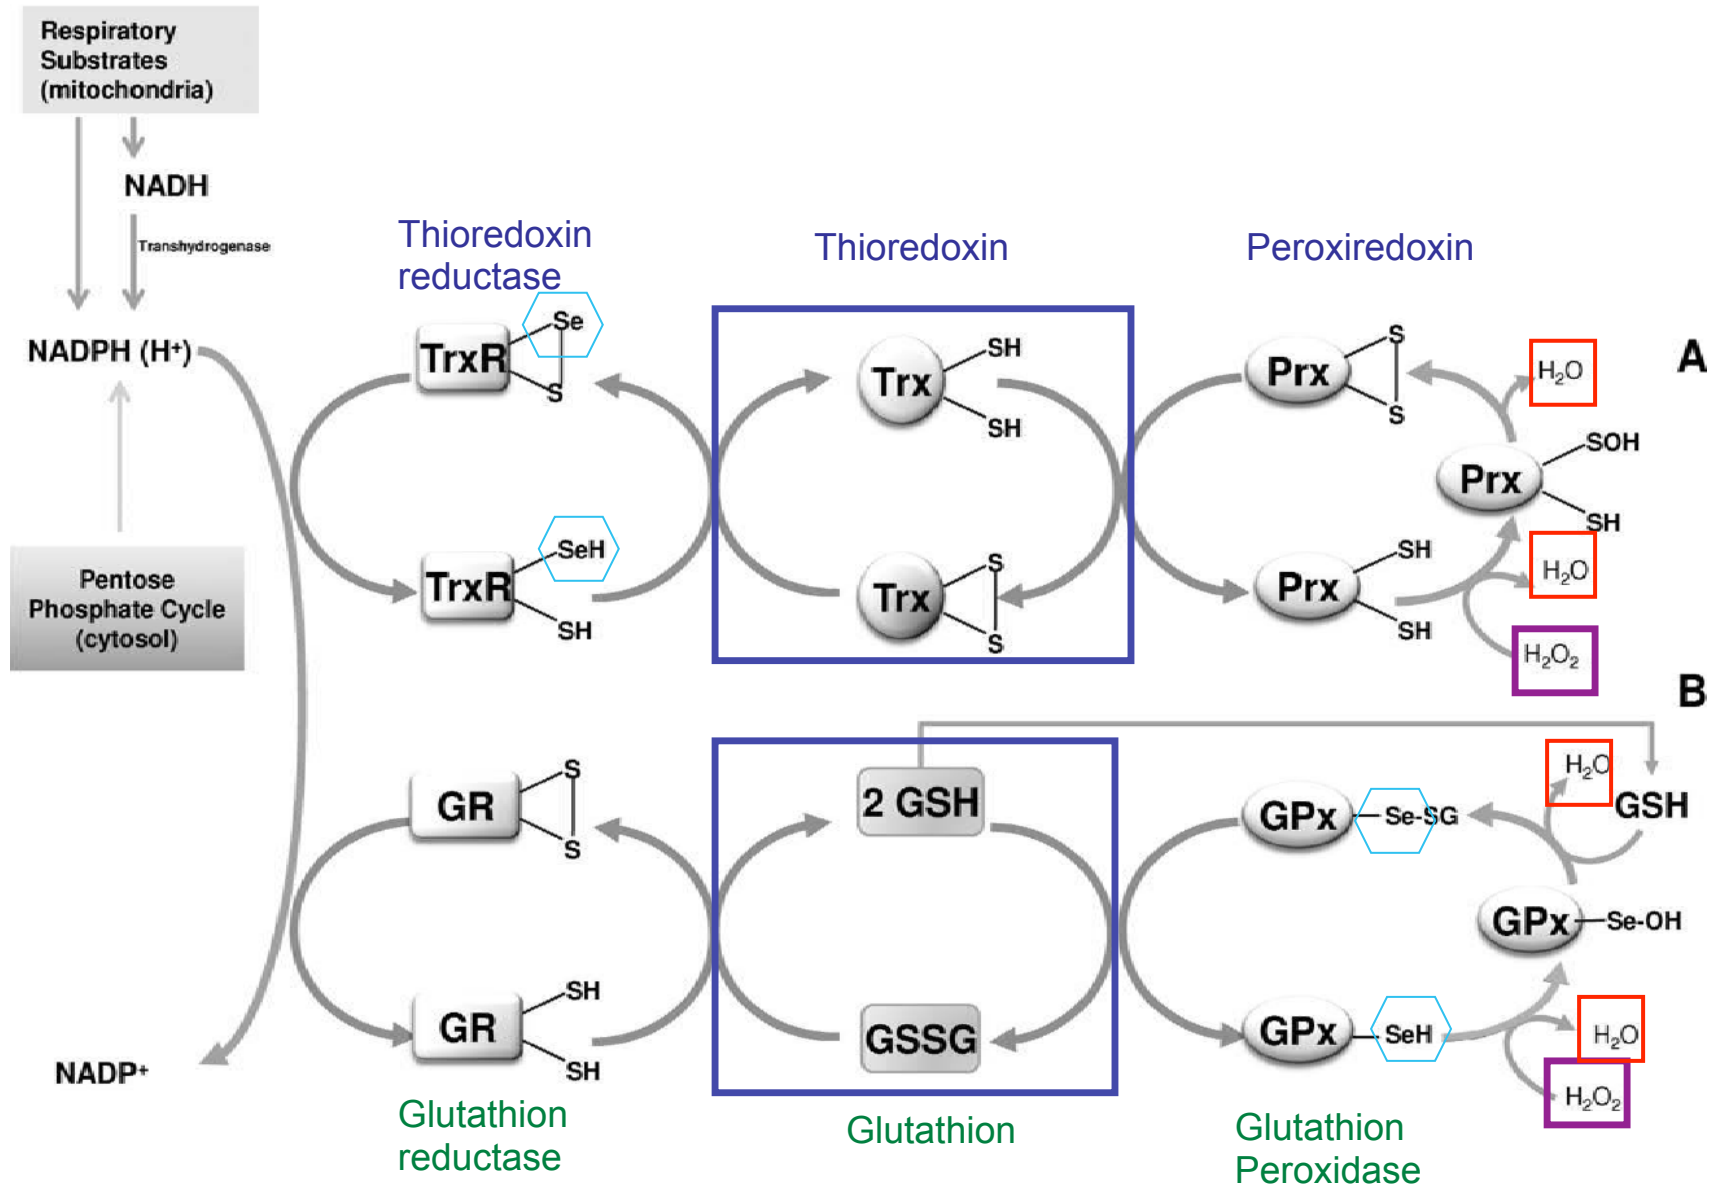 Respiratory
Substrates
(mitochondria)
NADH
Transhydrogenase
NADPH (H⁺)
Pentose
Phosphate Cycle
(cytosol)
NADP⁺
Thioredoxin
reductase
Thioredoxin
Peroxiredoxin
A
TrxR
Se
S
Trx
SH
SH
Prx
S
S
H₂O
Prx
SOH
SH
TrxR
SeH
SH
Trx
S
S
Prx
SH
SH
H₂O
H₂O₂
B
GR
S
S
2 GSH
GPx
Se-SG
H₂O
GSH
GPx
Se-OH
GR
SH
SH
GSSG
GPx
SeH
H₂O
H₂O₂
Glutathion
reductase
Glutathion
Glutathion
Peroxidase